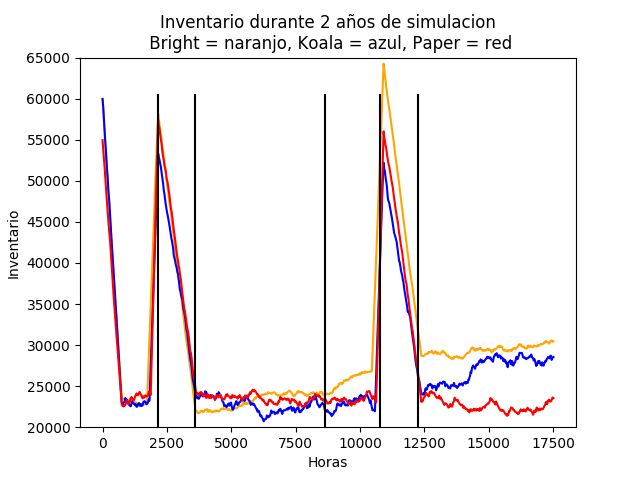 Inventario durante 2 años de simulacion
Bright = naranjo, Koala = azul, Paper = red
65000
60000
55000
50000
45000
40000
35000
30000
25000
20000
Inventario
0 2500 5000 7500 10000 12500 15000 17500
Horas